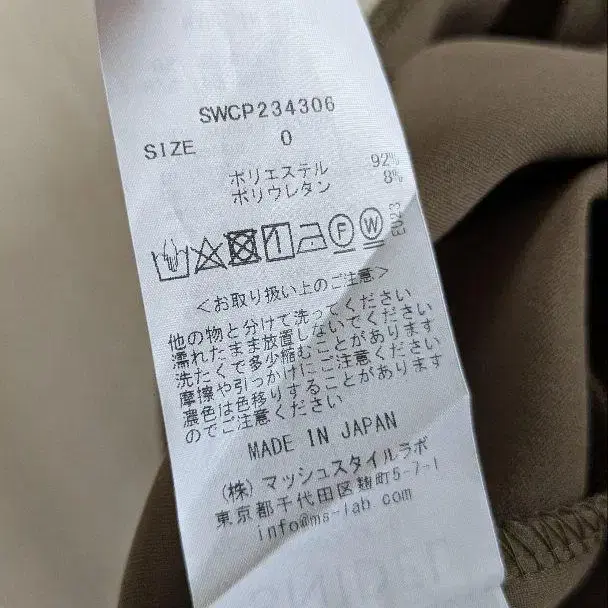 SWCP234306
SIZE 0
ポリエステル 92%
ポリウレタン 8%
F W EU23
<お取り扱い上のご注意>
他の物と分けて洗ってください
濡れたまま放置しないでください
洗たくで多少縮むことがあります
摩擦や引っかけにご注意ください
濃色は色移りすることがあります
のでご注意ください
MADE IN JAPAN
(株)マッシュスタイルラボ
東京都千代田区麹町5-7-1
info@ms-lab.com